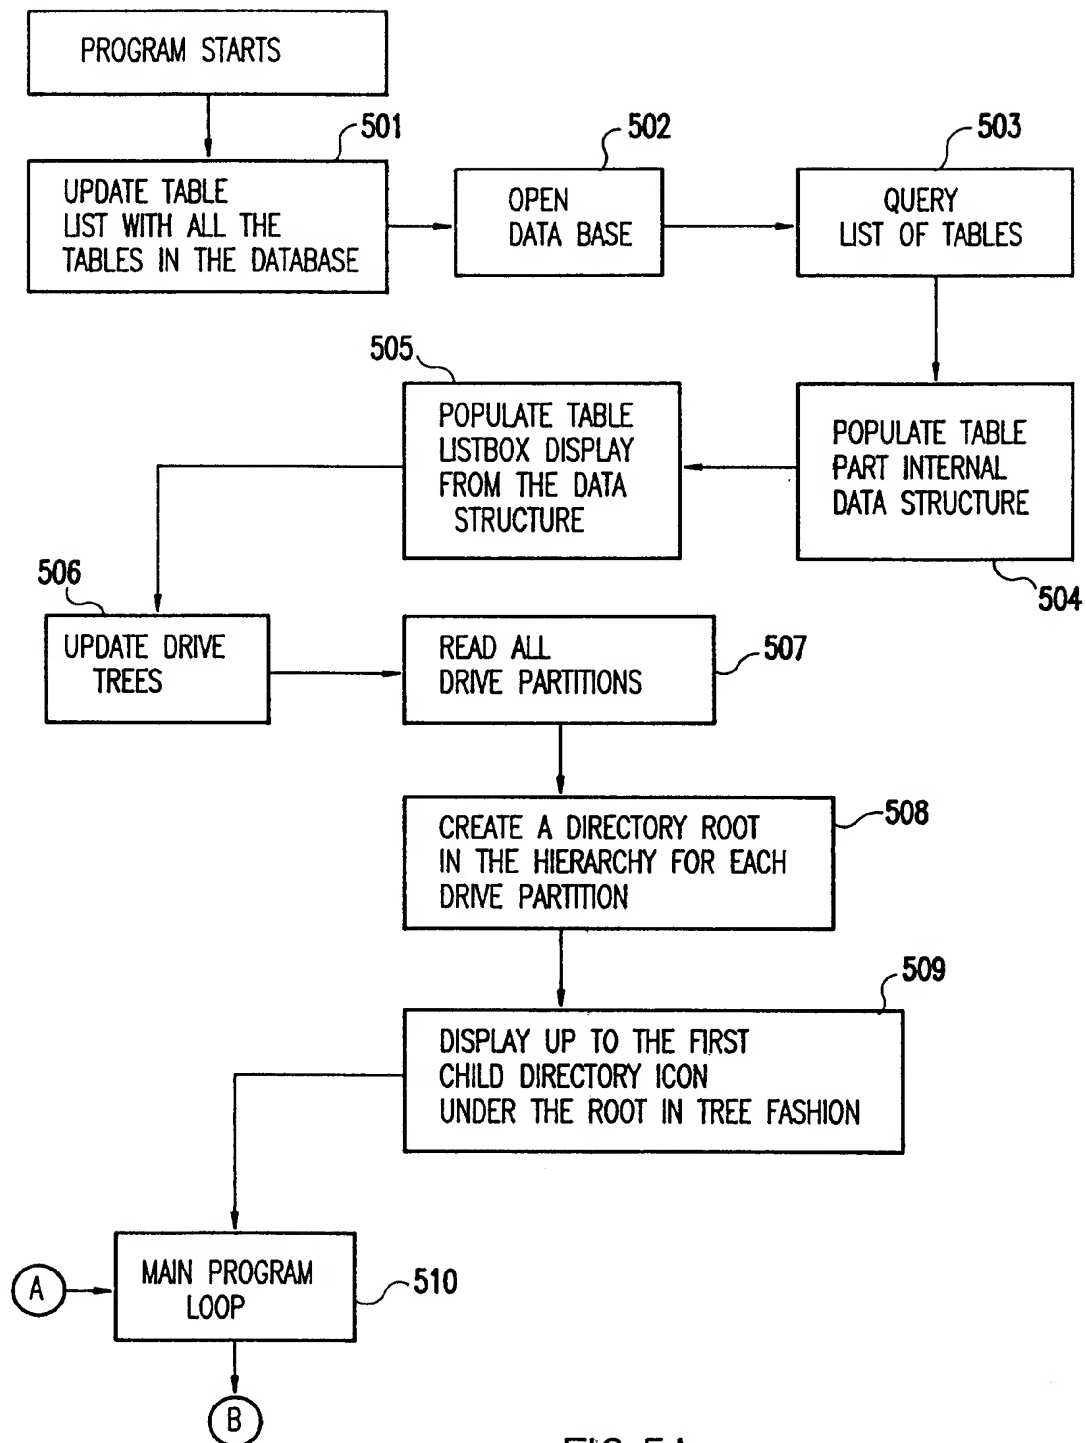 PROGRAM STARTS
501
UPDATE TABLE
LIST WITH ALL THE
TABLES IN THE DATABASE
502
OPEN
DATA BASE
503
QUERY
LIST OF TABLES
504
POPULATE TABLE
PART INTERNAL
DATA STRUCTURE
505
POPULATE TABLE
LISTBOX DISPLAY
FROM THE DATA
STRUCTURE
506
UPDATE DRIVE
TREES
READ ALL
DRIVE PARTITIONS
507
CREATE A DIRECTORY ROOT
IN THE HIERARCHY FOR EACH
DRIVE PARTITION
508
509
DISPLAY UP TO THE FIRST
CHILD DIRECTORY ICON
UNDER THE ROOT IN TREE FASHION
A
MAIN PROGRAM
LOOP
510
B